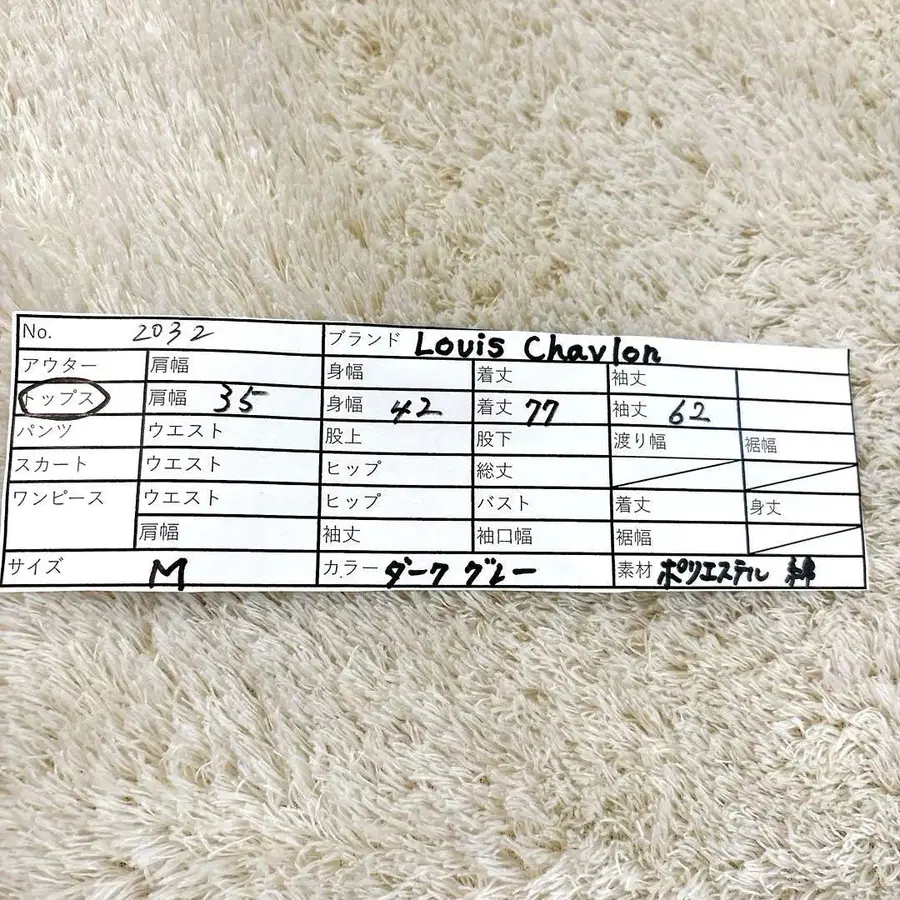 No. 2032 ブランド Louis Chavlon
アウター 肩幅 身幅 着丈 袖丈
トップス 肩幅 35 身幅 42 着丈 77 袖丈 62
パンツ ウエスト 股上 股下 渡り幅 裾幅
スカート ウエスト ヒップ 総丈
ワンピース ウエスト ヒップ バスト 着丈 身丈
肩幅 袖丈 袖口幅 裾幅
サイズ M カラー ダークグレー 素材 ポリエステル 綿